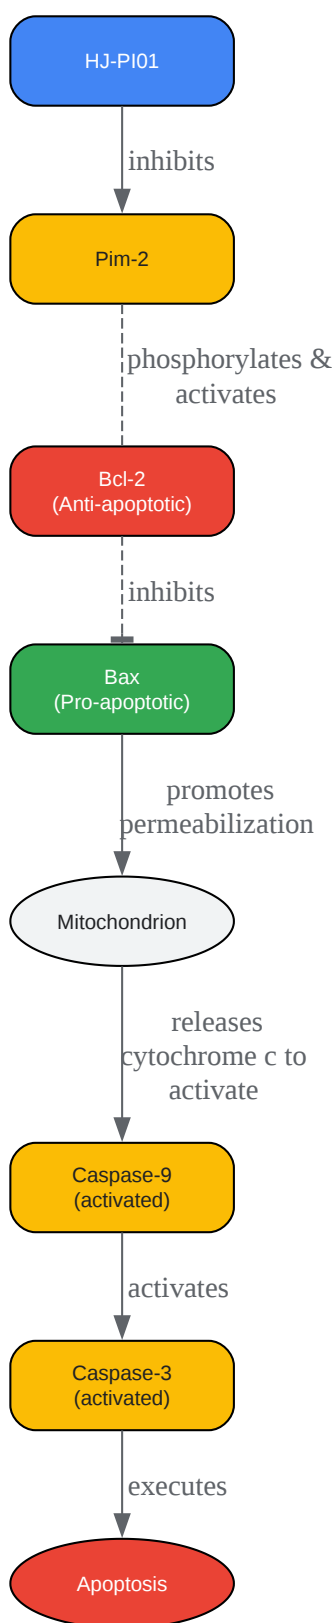 HJ-PI01
inhibits
Pim-2
phosphorylates &
activates
Bcl-2
(Anti-apoptotic)
inhibits
Bax
(Pro-apoptotic)
promotes
permeabilization
Mitochondrion
releases
cytochrome c to
activate
Caspase-9
(activated)
activates
Caspase-3
(activated)
executes
Apoptosis